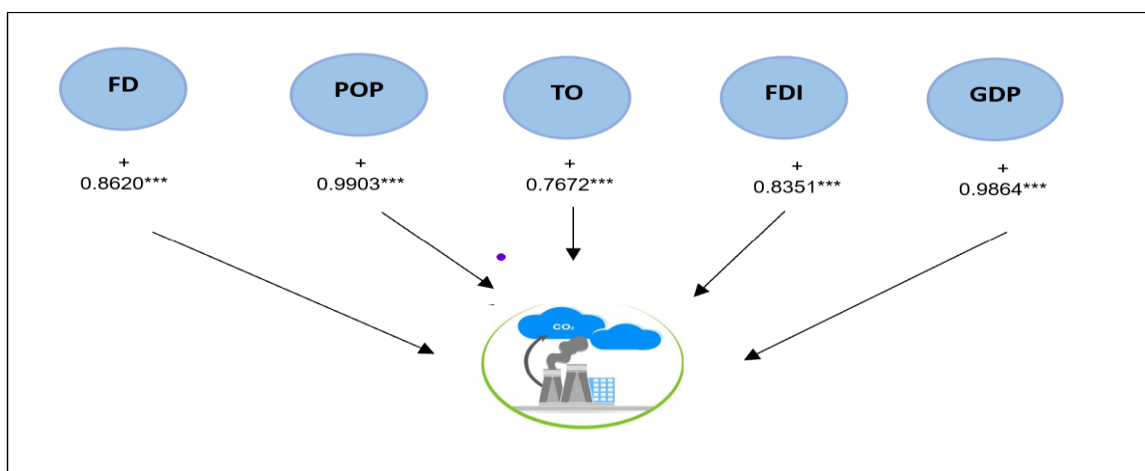 FD
POP
TO
FDI
GDP
+
0.8620***
+
0.9903***
+
0.7672***
+
0.8351***
+
0.9864***
CO₂